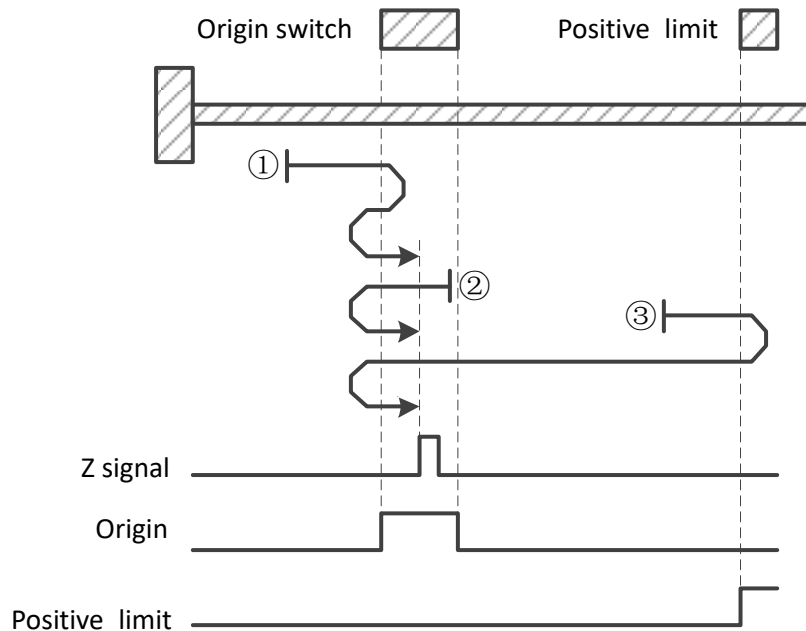 Origin switch
Positive limit
①
②
③
Z signal
Origin
Positive limit